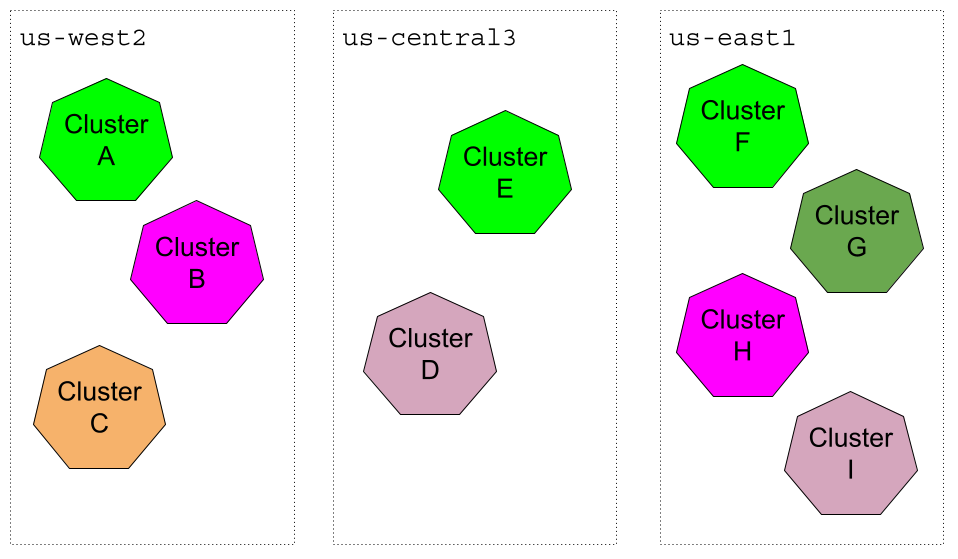 us-west2
Cluster
A
Cluster
B
Cluster
C
us-central3
Cluster
E
Cluster
D
us-east1
Cluster
F
Cluster
G
Cluster
H
Cluster
I